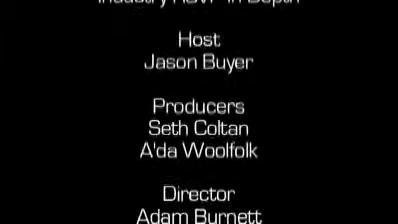 Host
Jason Buyer
Producers
Seth Coltan
A'da Woolfolk
Director
Adam Burnett